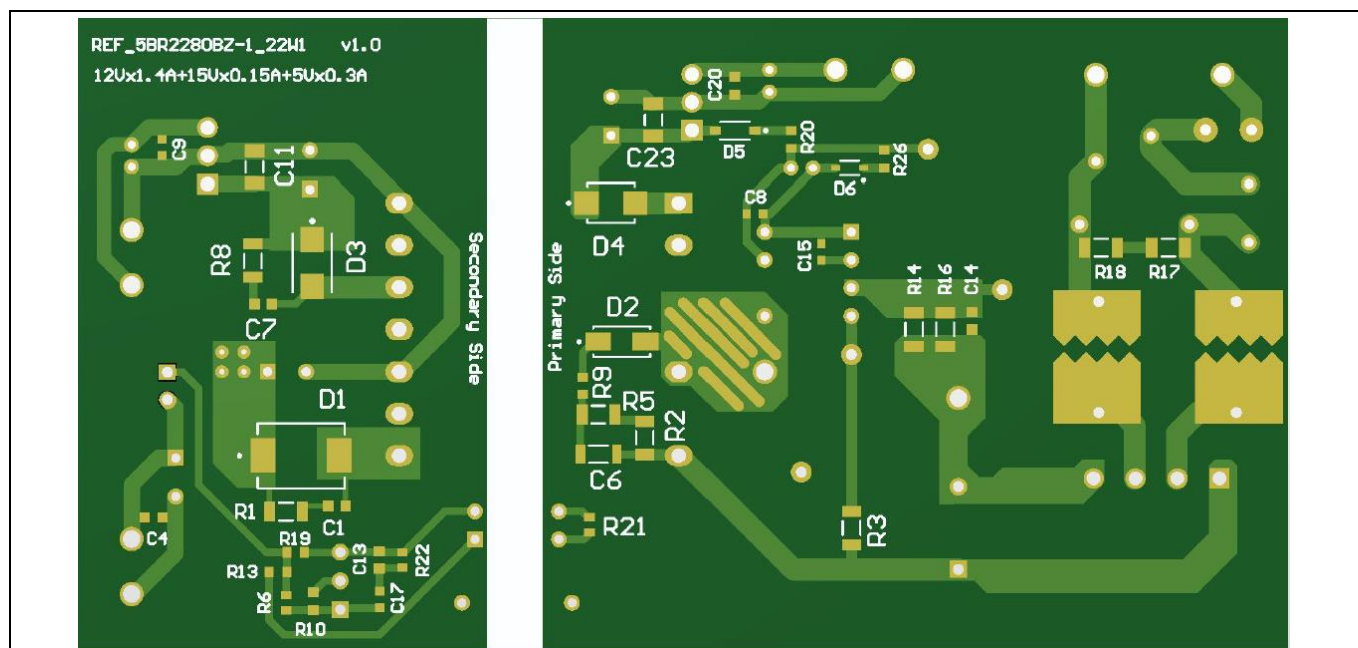 REF_5BR2280BZ-1_22W1 v1.0
12Vx1.4A+15Vx0.15A+5Vx0.3A
C9
C11
R8
D3
C7
Secondary Side
D1
R1
C1
C4
R19
C13
R22
R13
R6
C17
R10
C20
C23
D5
R20
R26
D6
C8
D4
C15
Primary Side
R14
R16
C14
R18
R17
D2
R9
R5
R2
C6
R21
R3